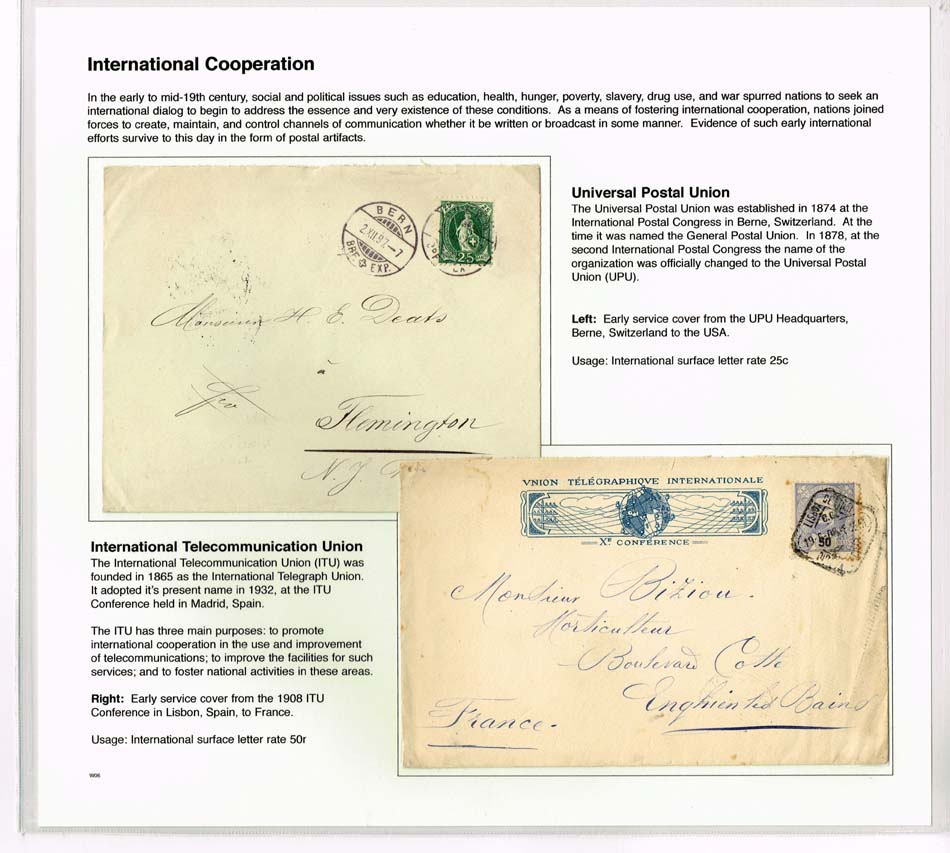 International Cooperation
In the early to mid-19th century, social and political issues such as education, health, hunger, poverty, slavery, drug use, and war spurred nations to seek an
international dialog to begin to address the essence and very existence of these conditions. As a means of fostering international cooperation, nations joined
forces to create, maintain, and control channels of communication whether it be written or broadcast in some manner. Evidence of such early international
efforts survive to this day in the form of postal artifacts.
BERN
2.XII.97.-7
BRF. EXP.
25
Monsieur H. E. Deats
à
Flemington
N. J.
Universal Postal Union
The Universal Postal Union was established in 1874 at the
International Postal Congress in Berne, Switzerland. At the
time it was named the General Postal Union. In 1878, at the
second International Postal Congress the name of the
organization was officially changed to the Universal Postal
Union (UPU).
Left: Early service cover from the UPU Headquarters,
Berne, Switzerland to the USA.
Usage: International surface letter rate 25c
International Telecommunication Union
The International Telecommunication Union (ITU) was
founded in 1865 as the International Telegraph Union.
It adopted it's present name in 1932, at the ITU
Conference held in Madrid, Spain.
The ITU has three main purposes: to promote
international cooperation in the use and improvement
of telecommunications; to improve the facilities for such
services; and to foster national activities in these areas.
Right: Early service cover from the 1908 ITU
Conference in Lisbon, Spain, to France.
Usage: International surface letter rate 50r
W06
VNION TÉLÉGRAPHIQVE INTERNATIONALE
Xe CONFÉRENCE
50
Monsieur Biziou.
Horticulteur
Boulevard Cotte
Enghien les Bains
France.